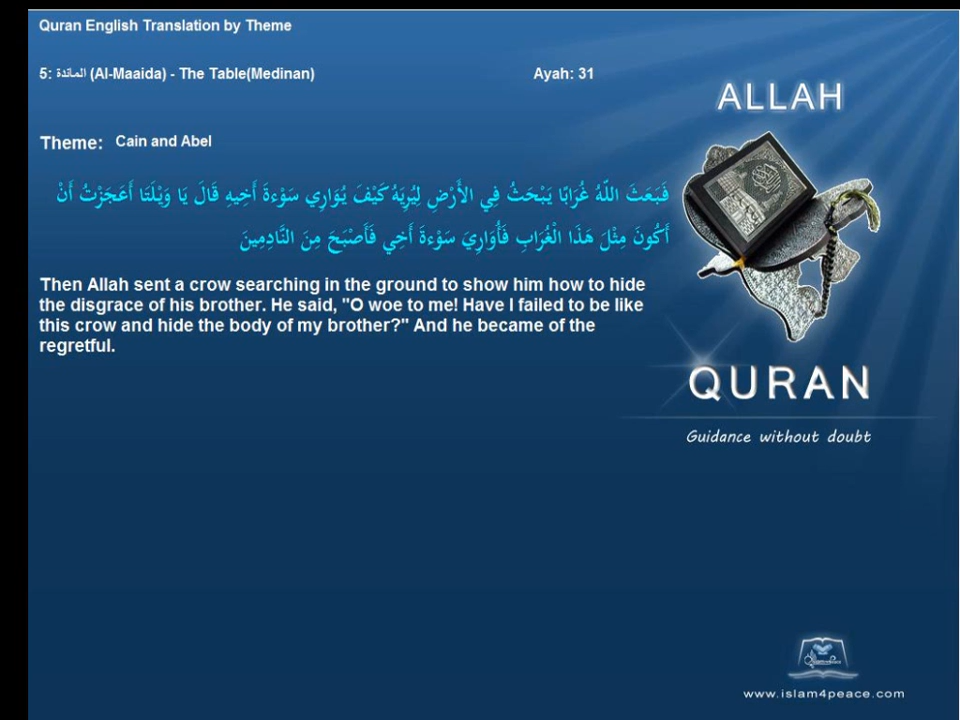 Quran English Translation by Theme
5: المائدة (Al-Maaida) - The Table(Medinan) Ayah: 31
Theme: Cain and Abel
فَبَعَثَ اللّهُ غُرَابًا يَبْحَثُ فِي الأَرْضِ لِيُرِيَهُ كَيْفَ يُوَارِي سَوْءةَ أَخِيهِ قَالَ يَا وَيْلَتَا أَعَجَزْتُ أَنْ
أَكُونَ مِثْلَ هَذَا الْغُرَابِ فَأُوَارِيَ سَوْءةَ أَخِي فَأَصْبَحَ مِنَ النَّادِمِينَ
Then Allah sent a crow searching in the ground to show him how to hide
the disgrace of his brother. He said, "O woe to me! Have I failed to be like
this crow and hide the body of my brother?" And he became of the
regretful.
ALLAH
QURAN
Guidance without doubt
www.islam4peace.com